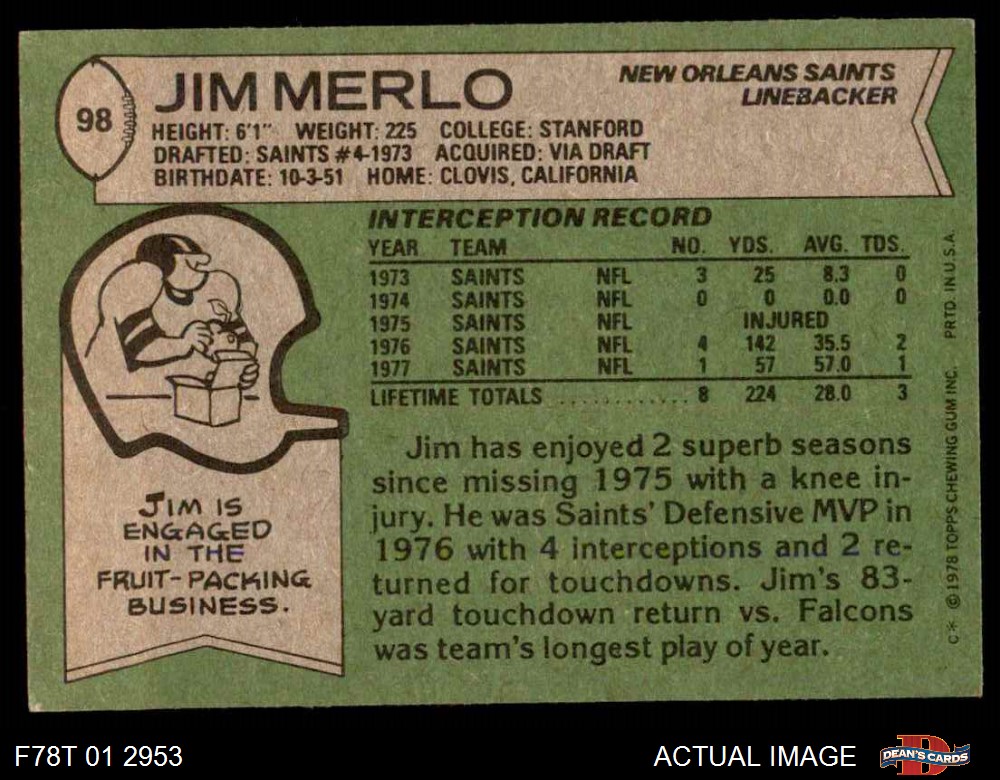 98
JIM MERLO
NEW ORLEANS SAINTS
LINEBACKER
HEIGHT: 6'1" WEIGHT: 225 COLLEGE: STANFORD
DRAFTED: SAINTS #4-1973 ACQUIRED: VIA DRAFT
BIRTHDATE: 10-3-51 HOME: CLOVIS, CALIFORNIA
INTERCEPTION RECORD
YEAR TEAM NO. YDS. AVG. TDS.
1973 SAINTS NFL 3 25 8.3 0
1974 SAINTS NFL 0 0 0.0 0
1975 SAINTS NFL INJURED
1976 SAINTS NFL 4 142 35.5 2
1977 SAINTS NFL 1 57 57.0 1
LIFETIME TOTALS ............ 8 224 28.0 3
Jim has enjoyed 2 superb seasons
since missing 1975 with a knee in-
jury. He was Saints' Defensive MVP in
1976 with 4 interceptions and 2 re-
turned for touchdowns. Jim's 83-
yard touchdown return vs. Falcons
was team's longest play of year.
JIM IS
ENGAGED
IN THE
FRUIT-PACKING
BUSINESS.
C* © 1978 TOPPS CHEWING GUM INC. PRTD. IN U.S.A.
F78T 01 2953
ACTUAL IMAGE
DEAN'S CARDS